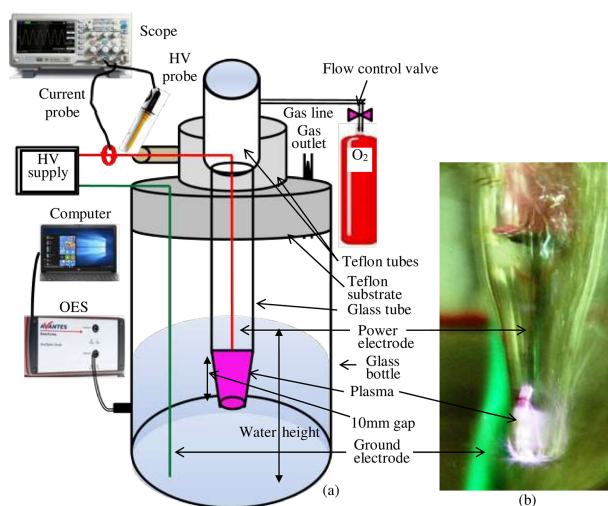 Scope
HV
probe
Current
probe
Flow control valve
Gas line
Gas
outlet
O2
HV
supply
Computer
OES
AVANTES
Teflon tubes
Teflon
substrate
Glass tube
Power
electrode
Glass
bottle
Plasma
10mm gap
Water height
Ground
electrode
(a)
(b)